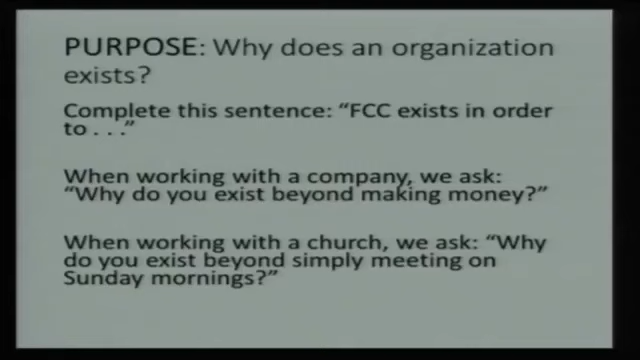 PURPOSE: Why does an organization
exists?
Complete this sentence: “FCC exists in order
to . . .”
When working with a company, we ask:
“Why do you exist beyond making money?”
When working with a church, we ask: “Why
do you exist beyond simply meeting on
Sunday mornings?”